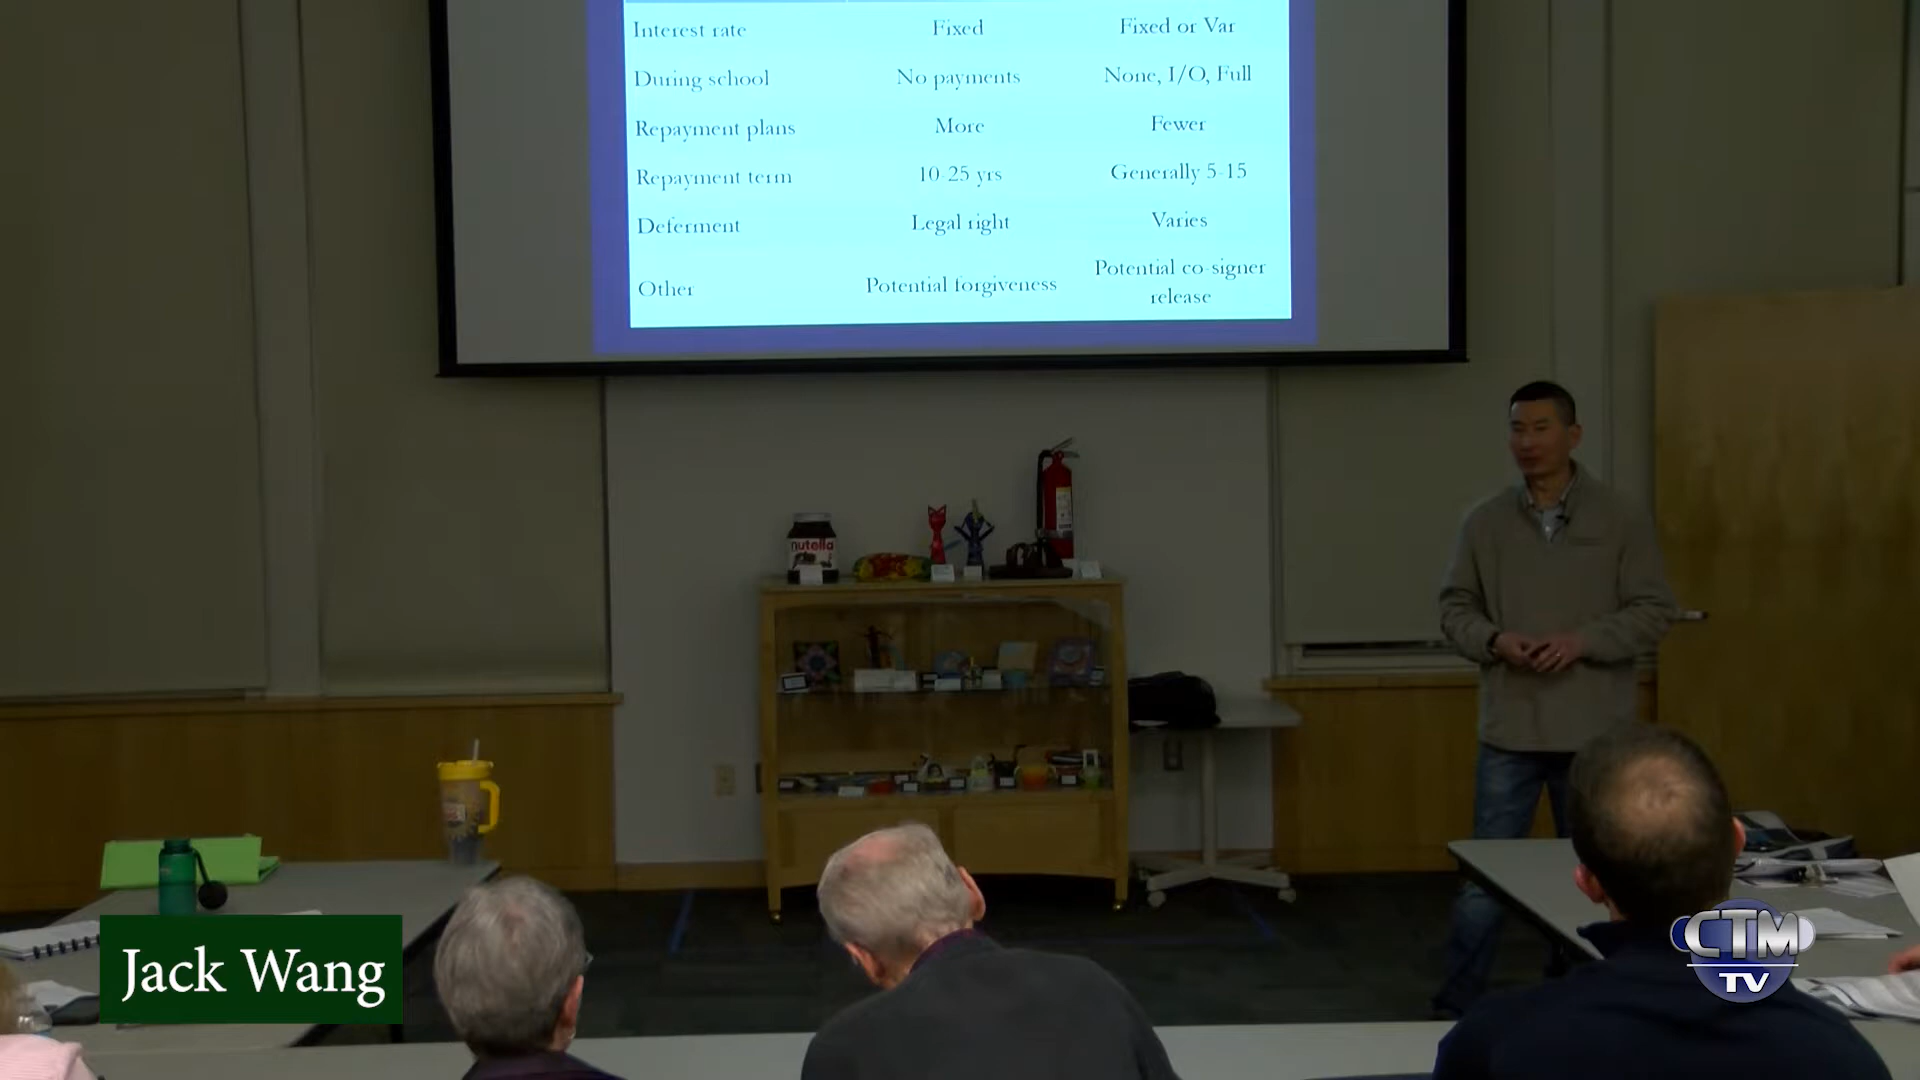 Interest rate Fixed Fixed or Var
During school No payments None, I/O, Full
Repayment plans More Fewer
Repayment term 10-25 yrs Generally 5-15
Deferment Legal right Varies
Other Potential forgiveness Potential co-signer
release
nutella
Jack Wang
CTM
TV